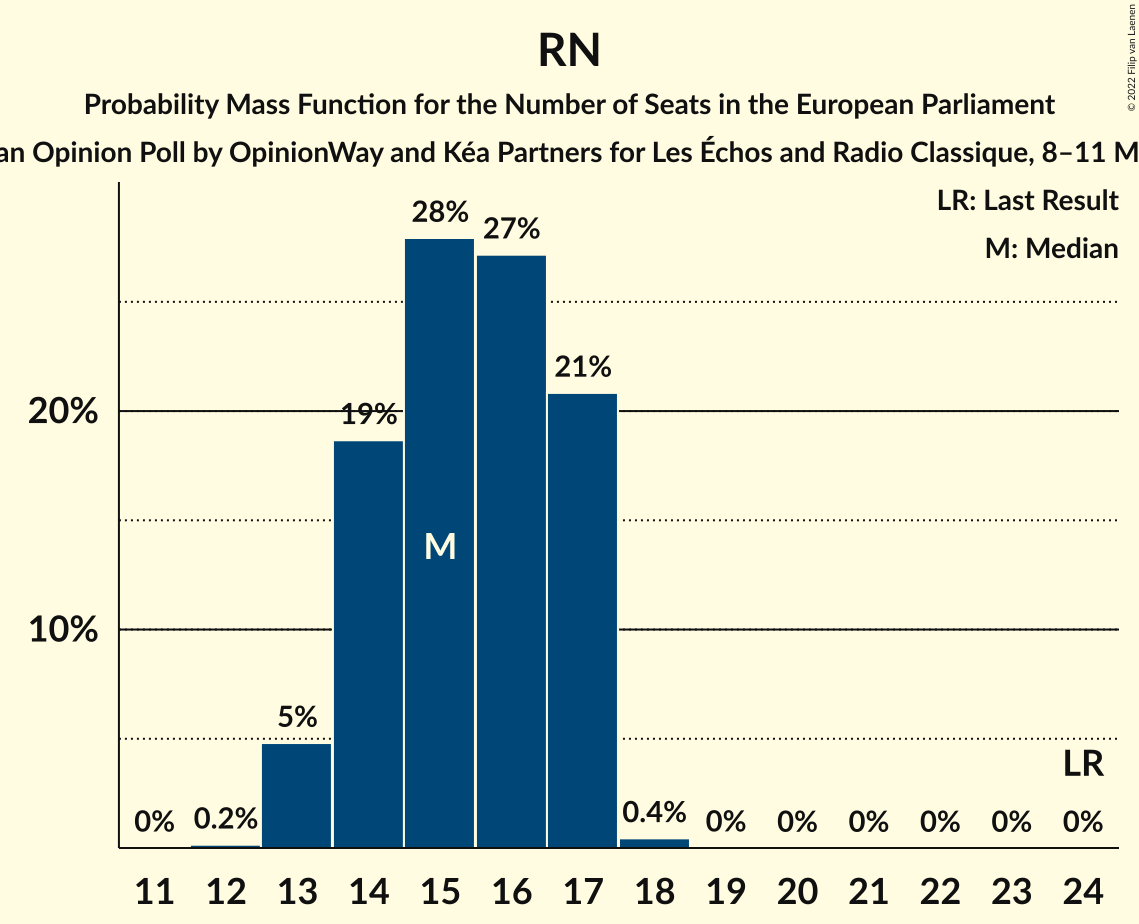 RN
Probability Mass Function for the Number of Seats in the European Parliament
an Opinion Poll by OpinionWay and Kéa Partners for Les Échos and Radio Classique, 8–11 M
© 2022 Filip van Laenen
LR: Last Result
M: Median
28%
27%
21%
20%
19%
M
10%
5%
LR
0%
0.2%
0.4%
0%
0%
0%
0%
0%
0%
11 12 13 14 15 16 17 18 19 20 21 22 23 24